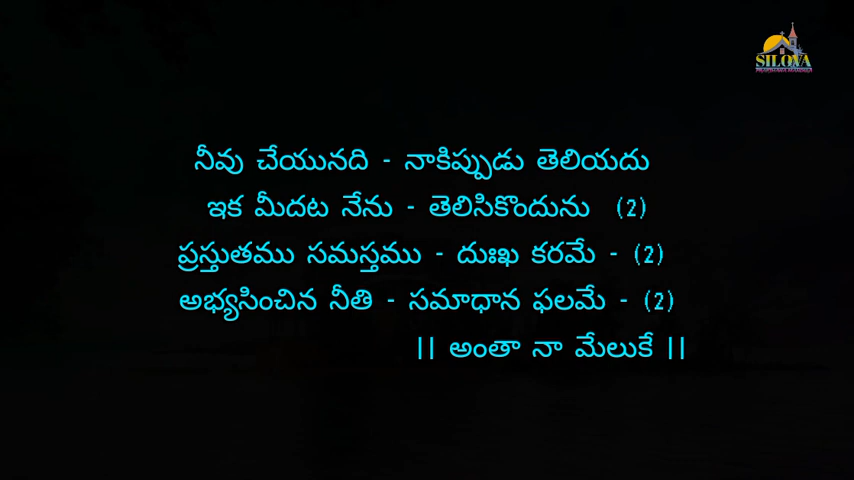 SILOVA
నీవు చేయునది - నాకిప్పుడు తెలియదు
ఇక మీదట నేను - తెలిసికొందును (2)
ప్రస్తుతము సమస్తము - దుఃఖ కరమే - (2)
అభ్యసించిన నీతి - సమాధాన ఫలమే - (2)
|| అంతా నా మేలుకే ||